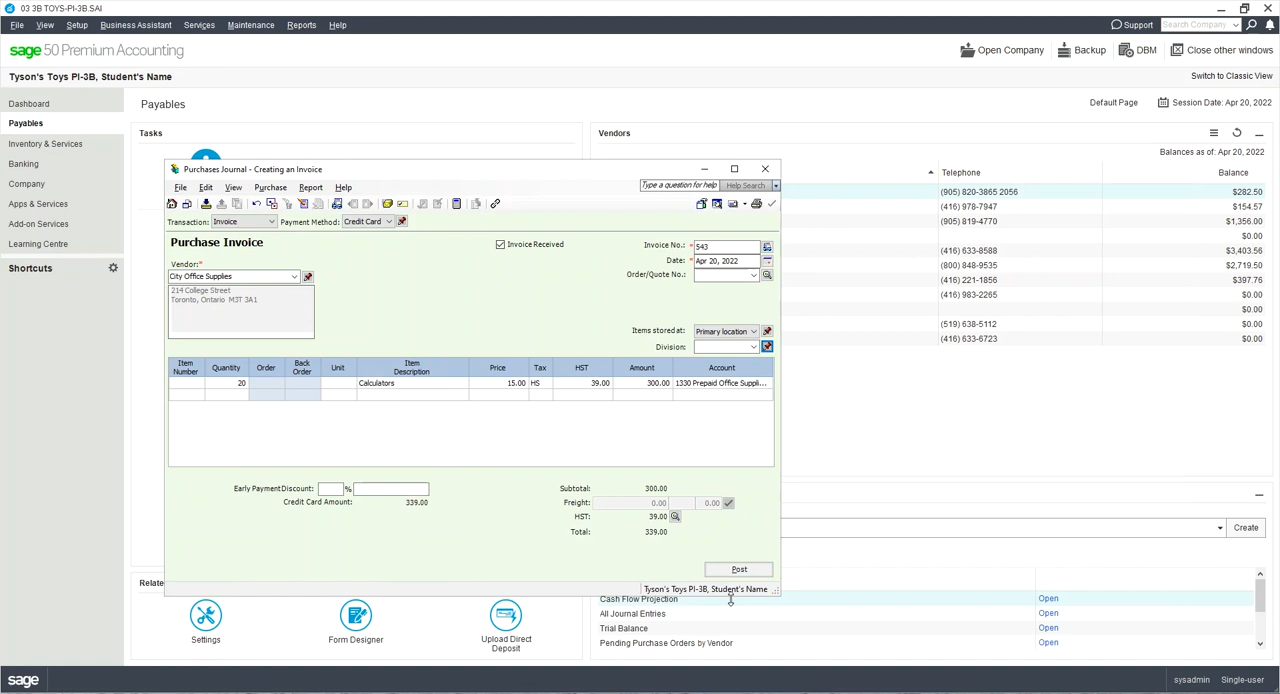 03 3B TOYS-PI-3B.SAI
File View Setup Business Assistant Services Maintenance Reports Help
Support Search Company
sage 50 Premium Accounting
Open Company Backup DBM Close other windows
Tyson's Toys PI-3B, Student's Name
Switch to Classic View
Dashboard
Payables
Inventory & Services
Banking
Company
Apps & Services
Add-on Services
Learning Centre
Shortcuts
Payables
Default Page Session Date: Apr 20, 2022
Tasks
Vendors
Balances as of: Apr 20, 2022
Telephone Balance
(905) 820-3865 2056 $282.50
(416) 978-7947 $154.57
(905) 819-4770 $1,356.00
$0.00
(416) 633-8588 $3,403.56
(800) 848-9535 $2,719.50
(416) 221-1856 $397.76
(416) 983-2265 $0.00
$0.00
(519) 638-5112 $0.00
(416) 633-6723 $0.00
Purchases Journal - Creating an Invoice
File Edit View Purchase Report Help
Type a question for help Help Search
Transaction: Invoice Payment Method: Credit Card
Purchase Invoice
Invoice Received
Invoice No.: * 543
Date: * Apr 20, 2022
Order/Quote No.:
Vendor:*
City Office Supplies
214 College Street
Toronto, Ontario M3T 3A1
Items stored at: Primary location
Division:
Item Number Quantity Order Back Order Unit Item Description Price Tax HST Amount Account
20 Calculators 15.00 HS 39.00 300.00 1330 Prepaid Office Suppli...
Early Payment Discount: %
Credit Card Amount: 339.00
Subtotal: 300.00
Freight: 0.00 0.00
HST: 39.00
Total: 339.00
Post
Tyson's Toys PI-3B, Student's Name
Create
Cash Flow Projection Open
All Journal Entries Open
Trial Balance Open
Pending Purchase Orders by Vendor Open
Relate
Settings
Form Designer
Upload Direct
Deposit
sage
sysadmin Single-user